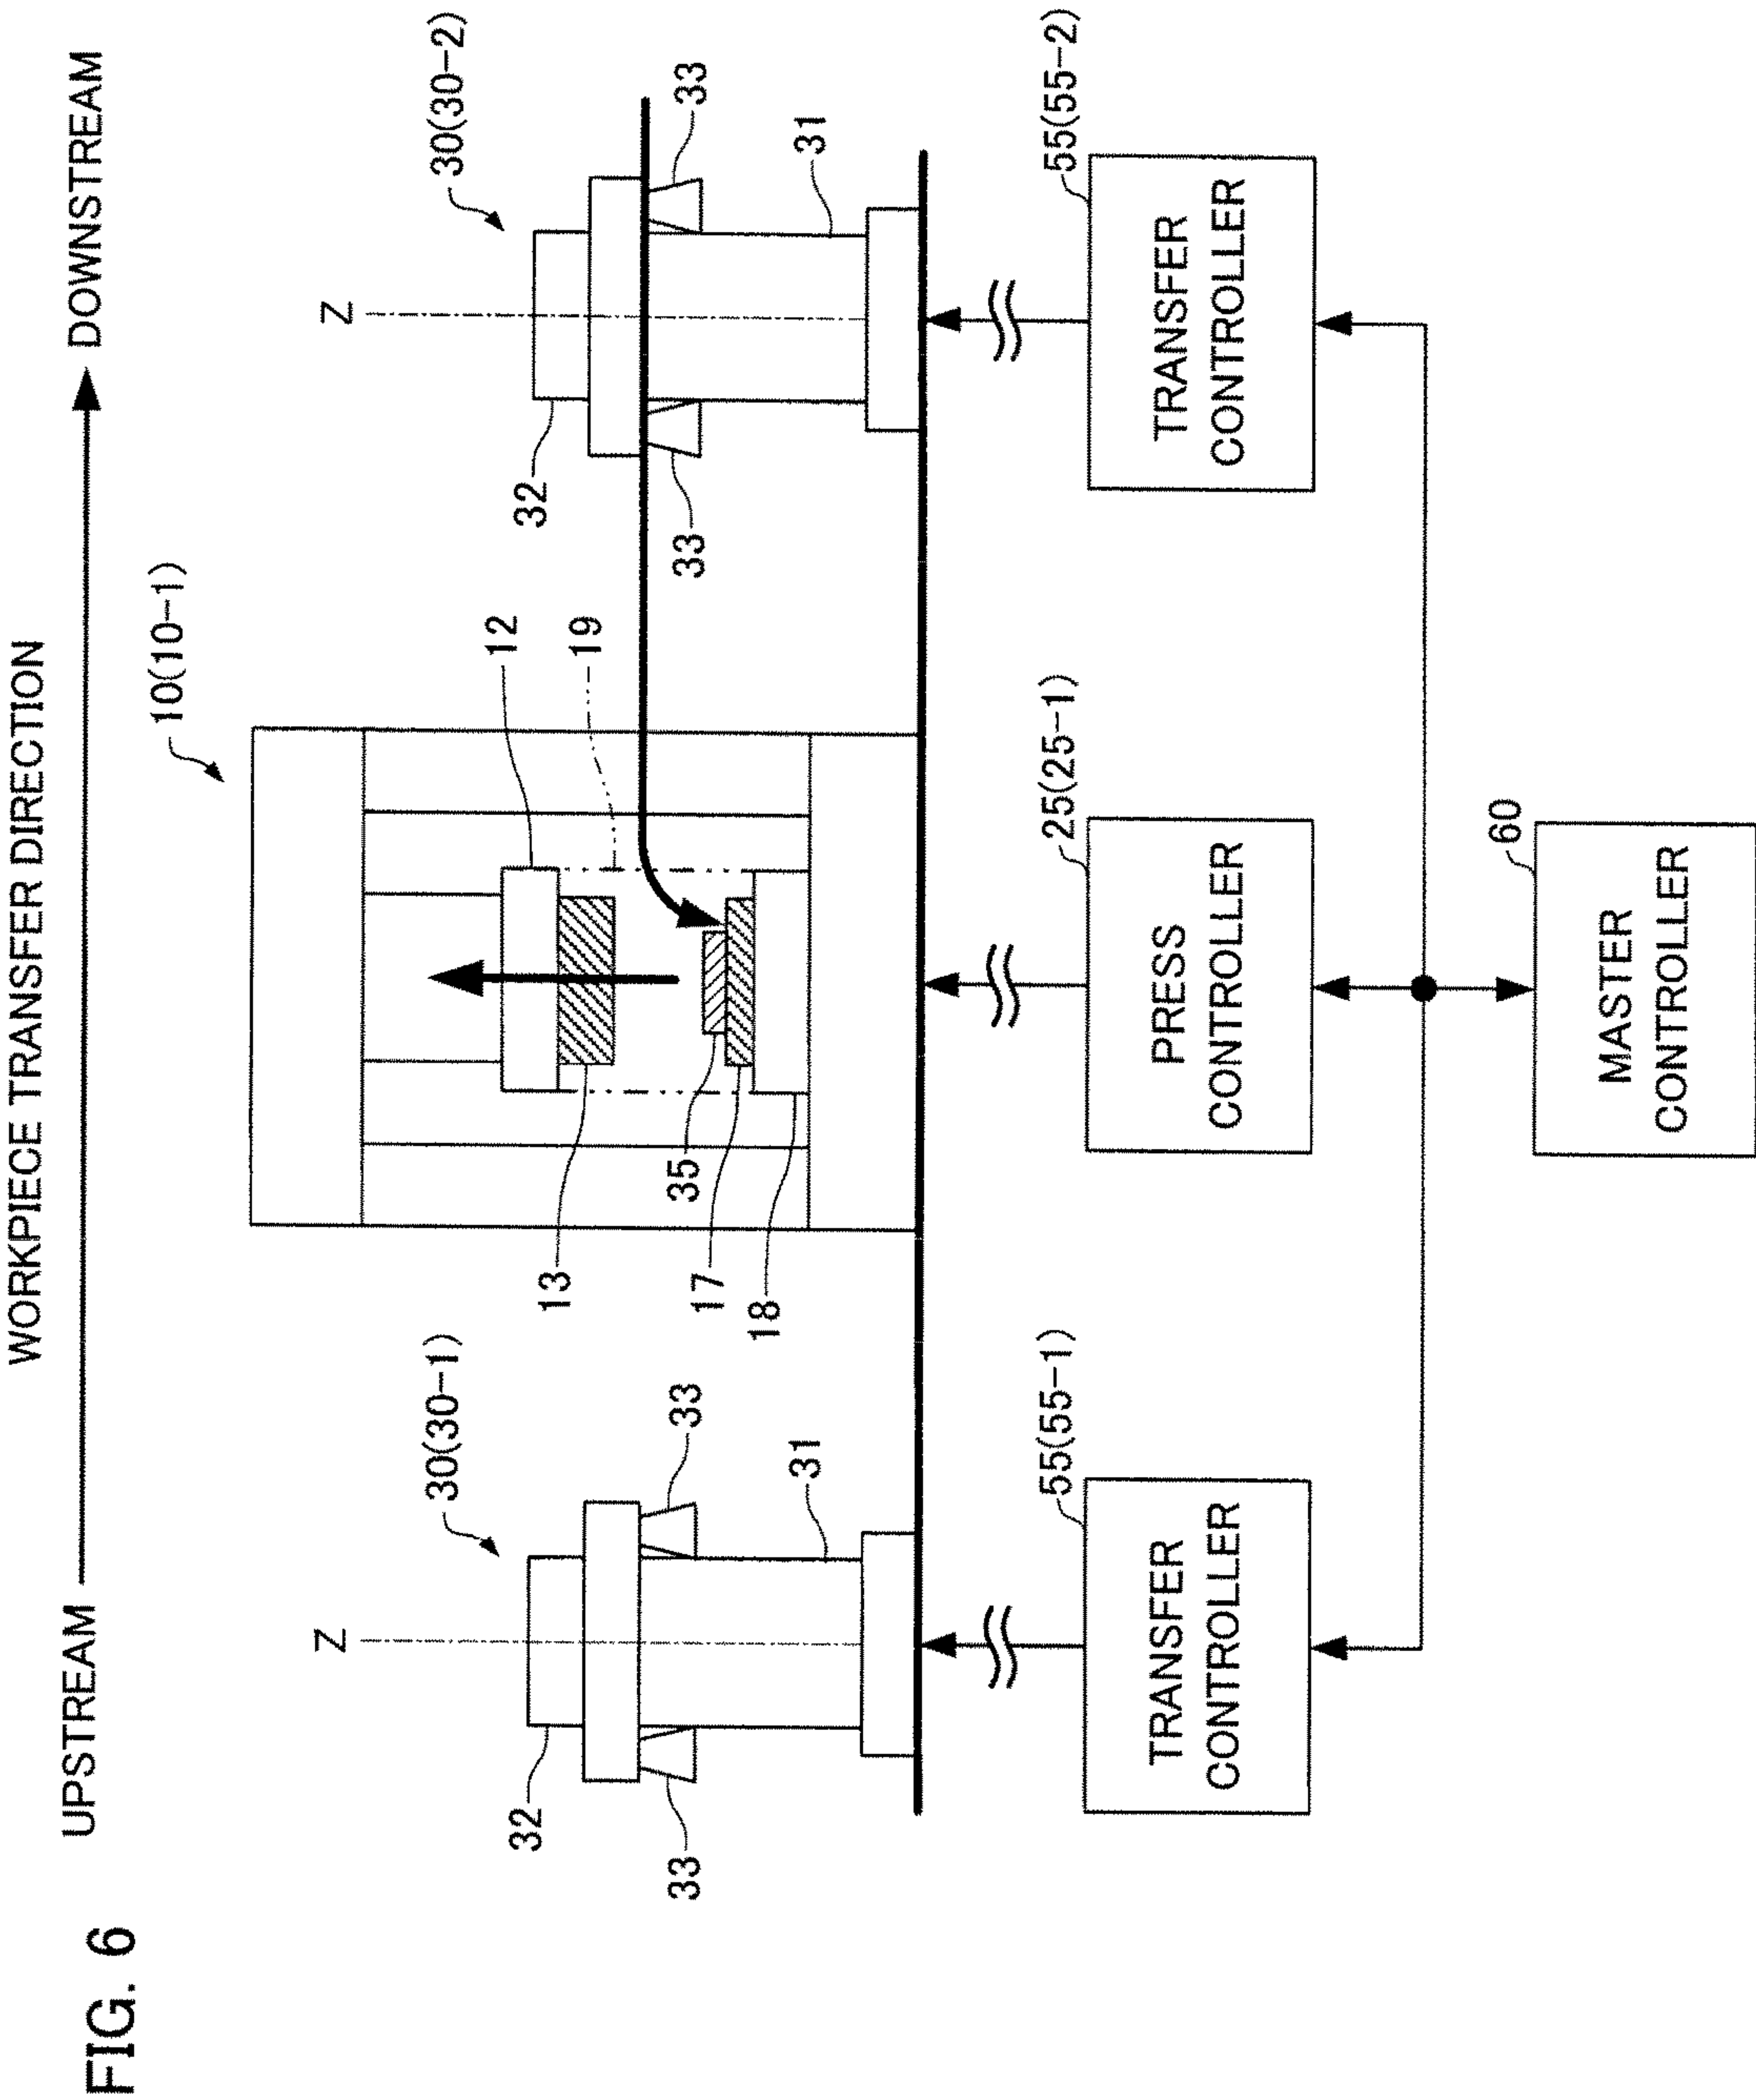 FIG. 6
WORKPIECE TRANSFER DIRECTION
UPSTREAM
DOWNSTREAM
10(10-1)
30(30-1)
30(30-2)
Z
Z
32
33
33
31
13
35
17
18
12
19
32
33
33
31
55(55-1)
25(25-1)
55(55-2)
TRANSFER
CONTROLLER
PRESS
CONTROLLER
TRANSFER
CONTROLLER
60
MASTER
CONTROLLER